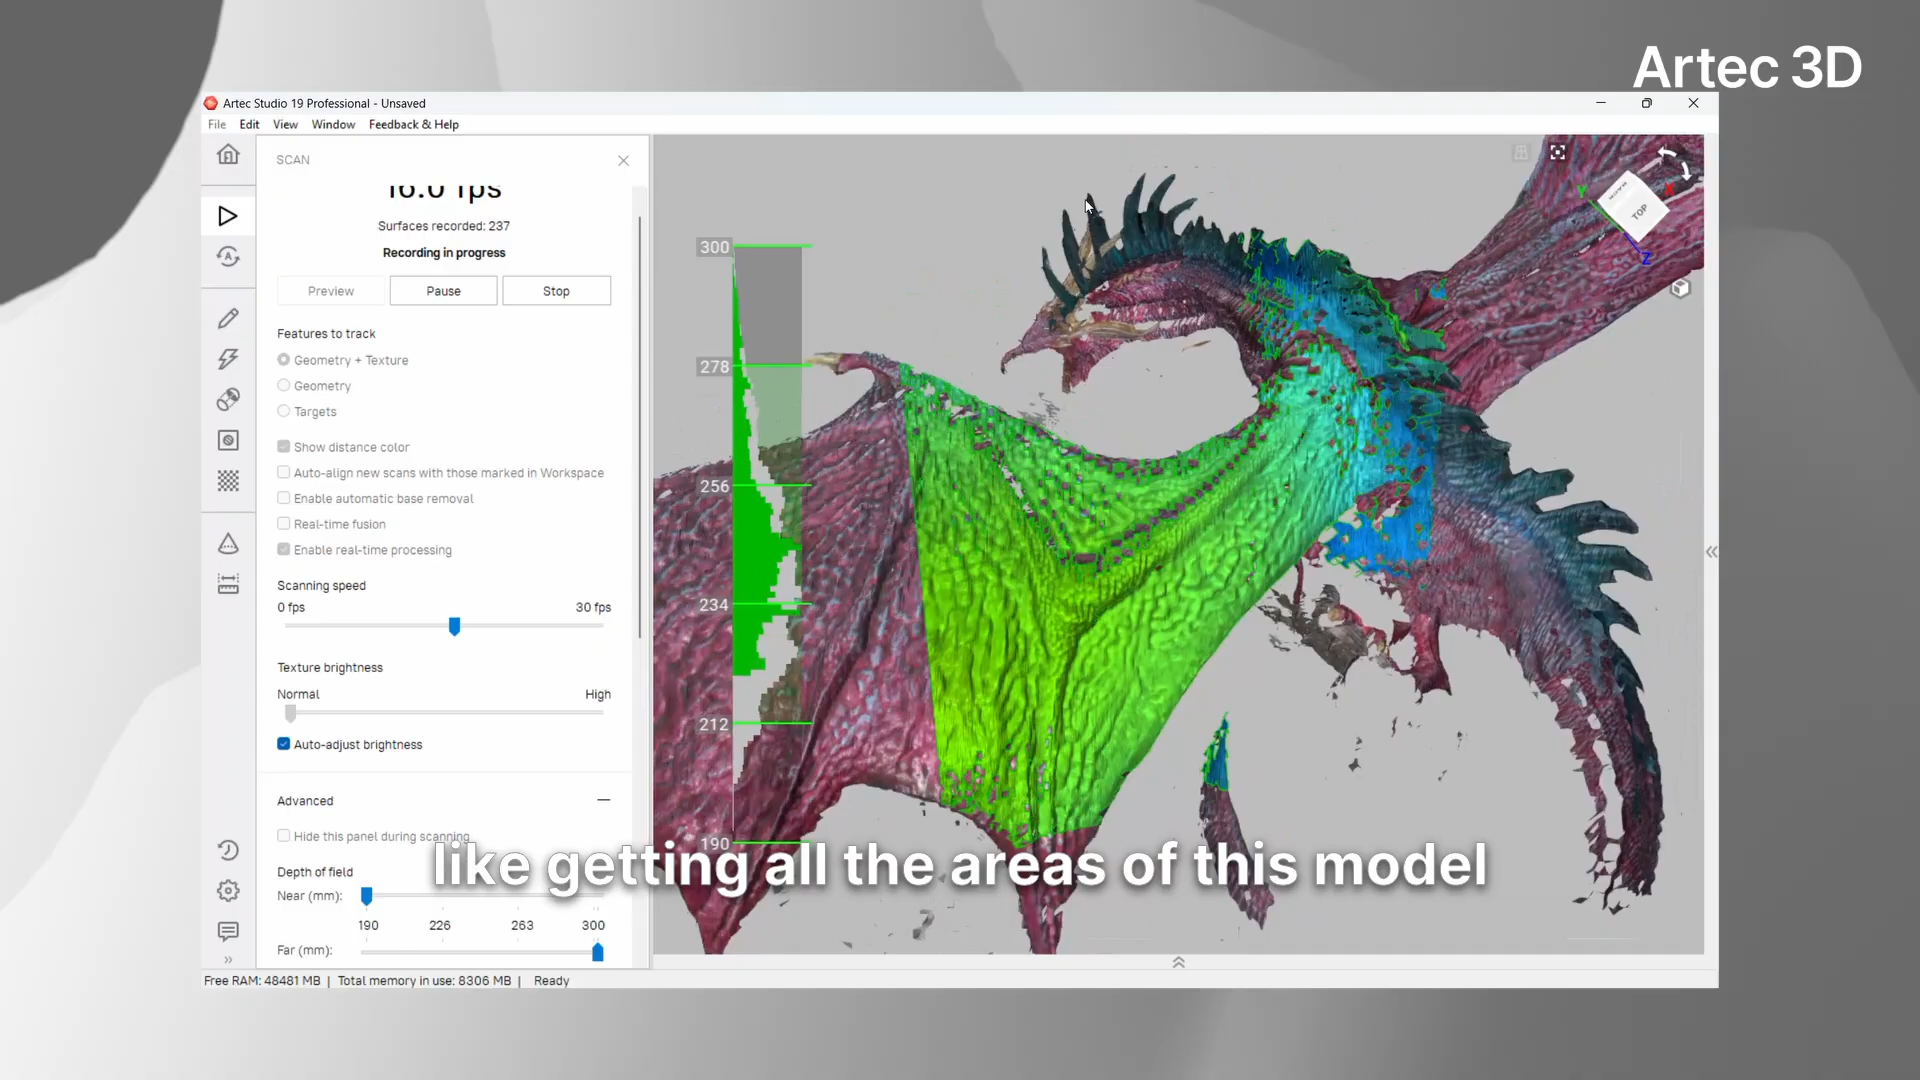 Artec 3D
Artec Studio 19 Professional - Unsaved
File Edit View Window Feedback & Help
SCAN
16.0 fps
Surfaces recorded: 237
Recording in progress
Preview Pause Stop
Features to track
Geometry + Texture
Geometry
Targets
Show distance color
Auto-align new scans with those marked in Workspace
Enable automatic base removal
Real-time fusion
Enable real-time processing
Scanning speed
0 fps 30 fps
Texture brightness
Normal High
Auto-adjust brightness
Advanced
Hide this panel during scanning
Depth of field
Near (mm):
190 226 263 300
Far (mm):
300
278
256
234
212
190
Y
X
TOP
Z
like getting all the areas of this model
Free RAM: 48481 MB | Total memory in use: 8306 MB | Ready